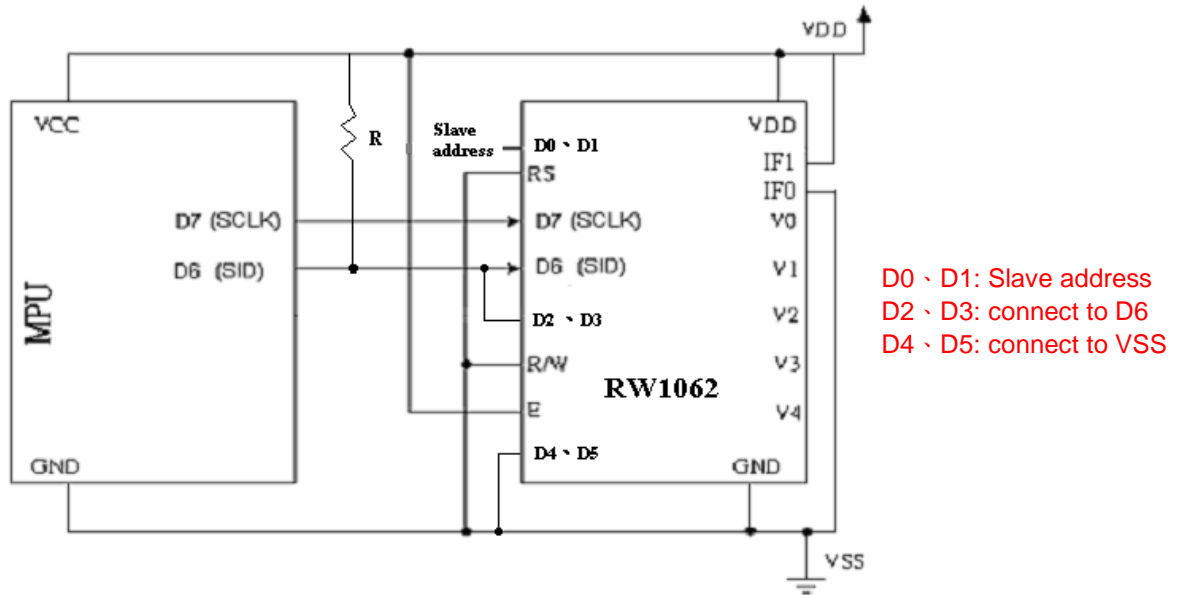 VDD
VCC
VDD
R
Slave
address
D0、D1
RS
IF1
IF0
D7 (SCLK)
D7 (SCLK)
V0
D6 (SID)
D6 (SID)
V1
MPU
D2、D3
V2
R/W
V3
RW1062
E
V4
D4、D5
GND
GND
VSS
D0、D1: Slave address
D2、D3: connect to D6
D4、D5: connect to VSS